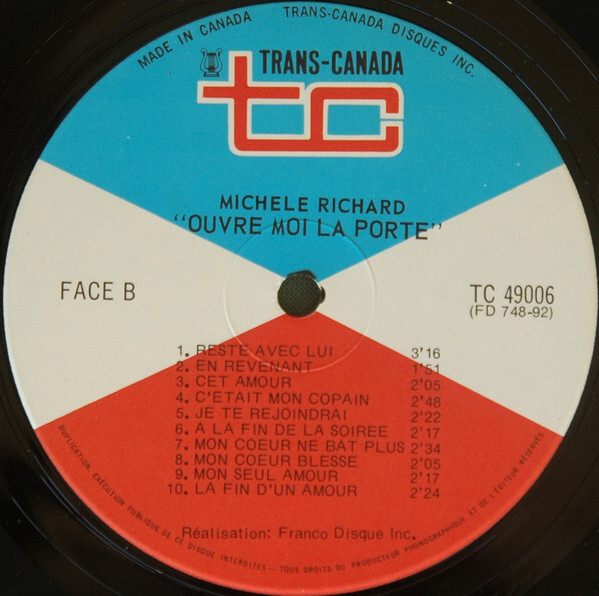 MADE IN CANADA TRANS-CANADA DISQUES INC.
TRANS-CANADA
tc
MICHELE RICHARD
"OUVRE MOI LA PORTE"
FACE B
TC 49006
(FD 748-92)
1. RESTE AVEC LUI 3'16
2. EN REVENANT 1'51
3. CET AMOUR 2'05
4. C'ETAIT MON COPAIN 2'48
5. JE TE REJOINDRAI 2'22
6. A LA FIN DE LA SOIREE 2'17
7. MON COEUR NE BAT PLUS 2'34
8. MON COEUR BLESSE 2'05
9. MON SEUL AMOUR 2'17
10. LA FIN D'UN AMOUR 2'24
Réalisation: Franco Disque Inc.
DUPLICATION, EXÉCUTION PUBLIQUE DE CE DISQUE INTERDITES - TOUS DROITS DU PRODUCTEUR PHONOGRAPHIQUE ET DE L'ÉDITEUR RÉSERVÉS